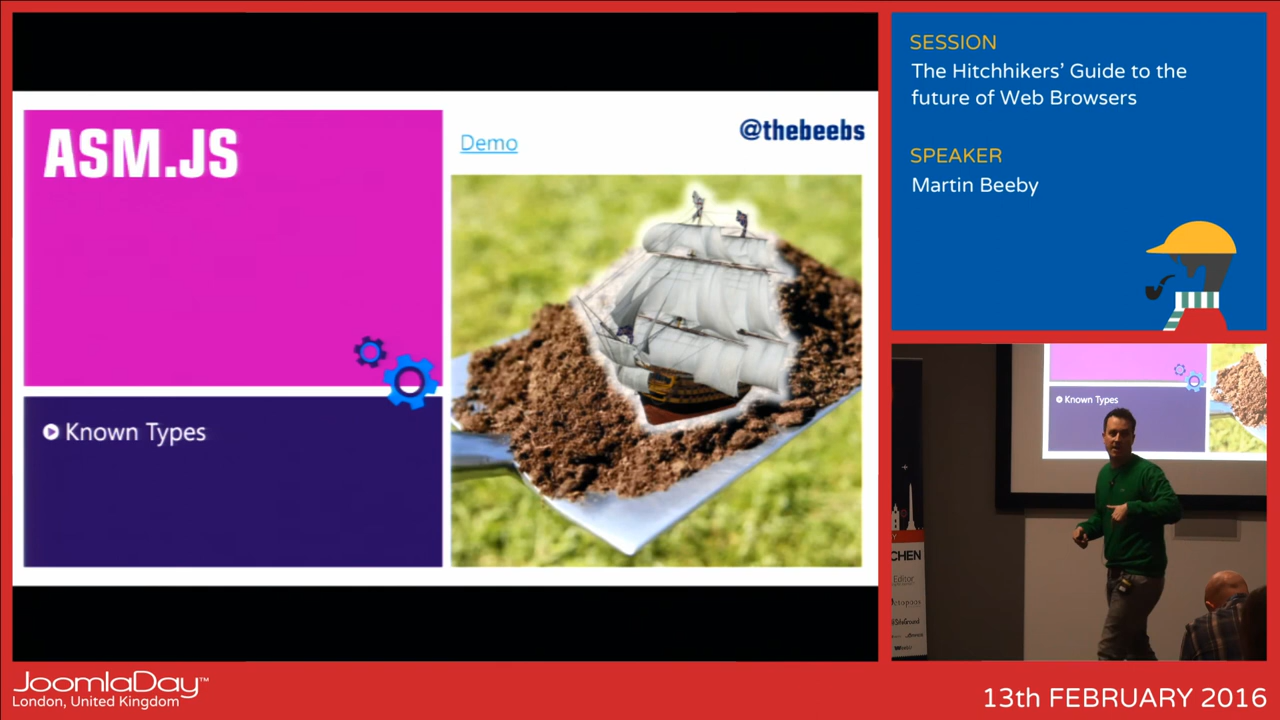 ASM.JS
Known Types
Demo
@thebeebs
SESSION
The Hitchhikers' Guide to the
future of Web Browsers
SPEAKER
Martin Beeby
Known Types
CHEN
Editor
JoomlaDay™
London, United Kingdom
13th FEBRUARY 2016